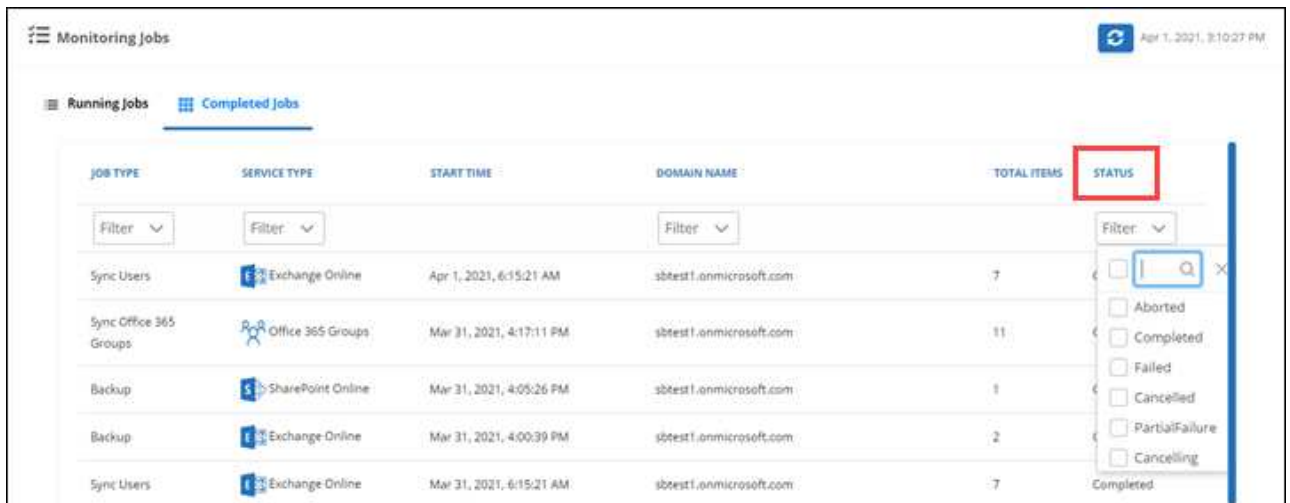 Monitoring Jobs
Apr 1, 2021, 3:10:27 PM
Running Jobs Completed Jobs
JOB TYPE SERVICE TYPE START TIME DOMAIN NAME TOTAL ITEMS STATUS
Filter Filter Filter Filter
Sync Users Exchange Online Apr 1, 2021, 6:15:21 AM sbtest1.onmicrosoft.com 7
Aborted
Sync Office 365
Groups
Office 365 Groups Mar 31, 2021, 4:17:11 PM sbtest1.onmicrosoft.com 11
Completed
Failed
Backup SharePoint Online Mar 31, 2021, 4:05:26 PM sbtest1.onmicrosoft.com 1
Cancelled
PartialFailure
Backup Exchange Online Mar 31, 2021, 4:00:39 PM sbtest1.onmicrosoft.com 2
Cancelling
Sync Users Exchange Online Mar 31, 2021, 6:15:21 AM sbtest1.onmicrosoft.com 7 Completed